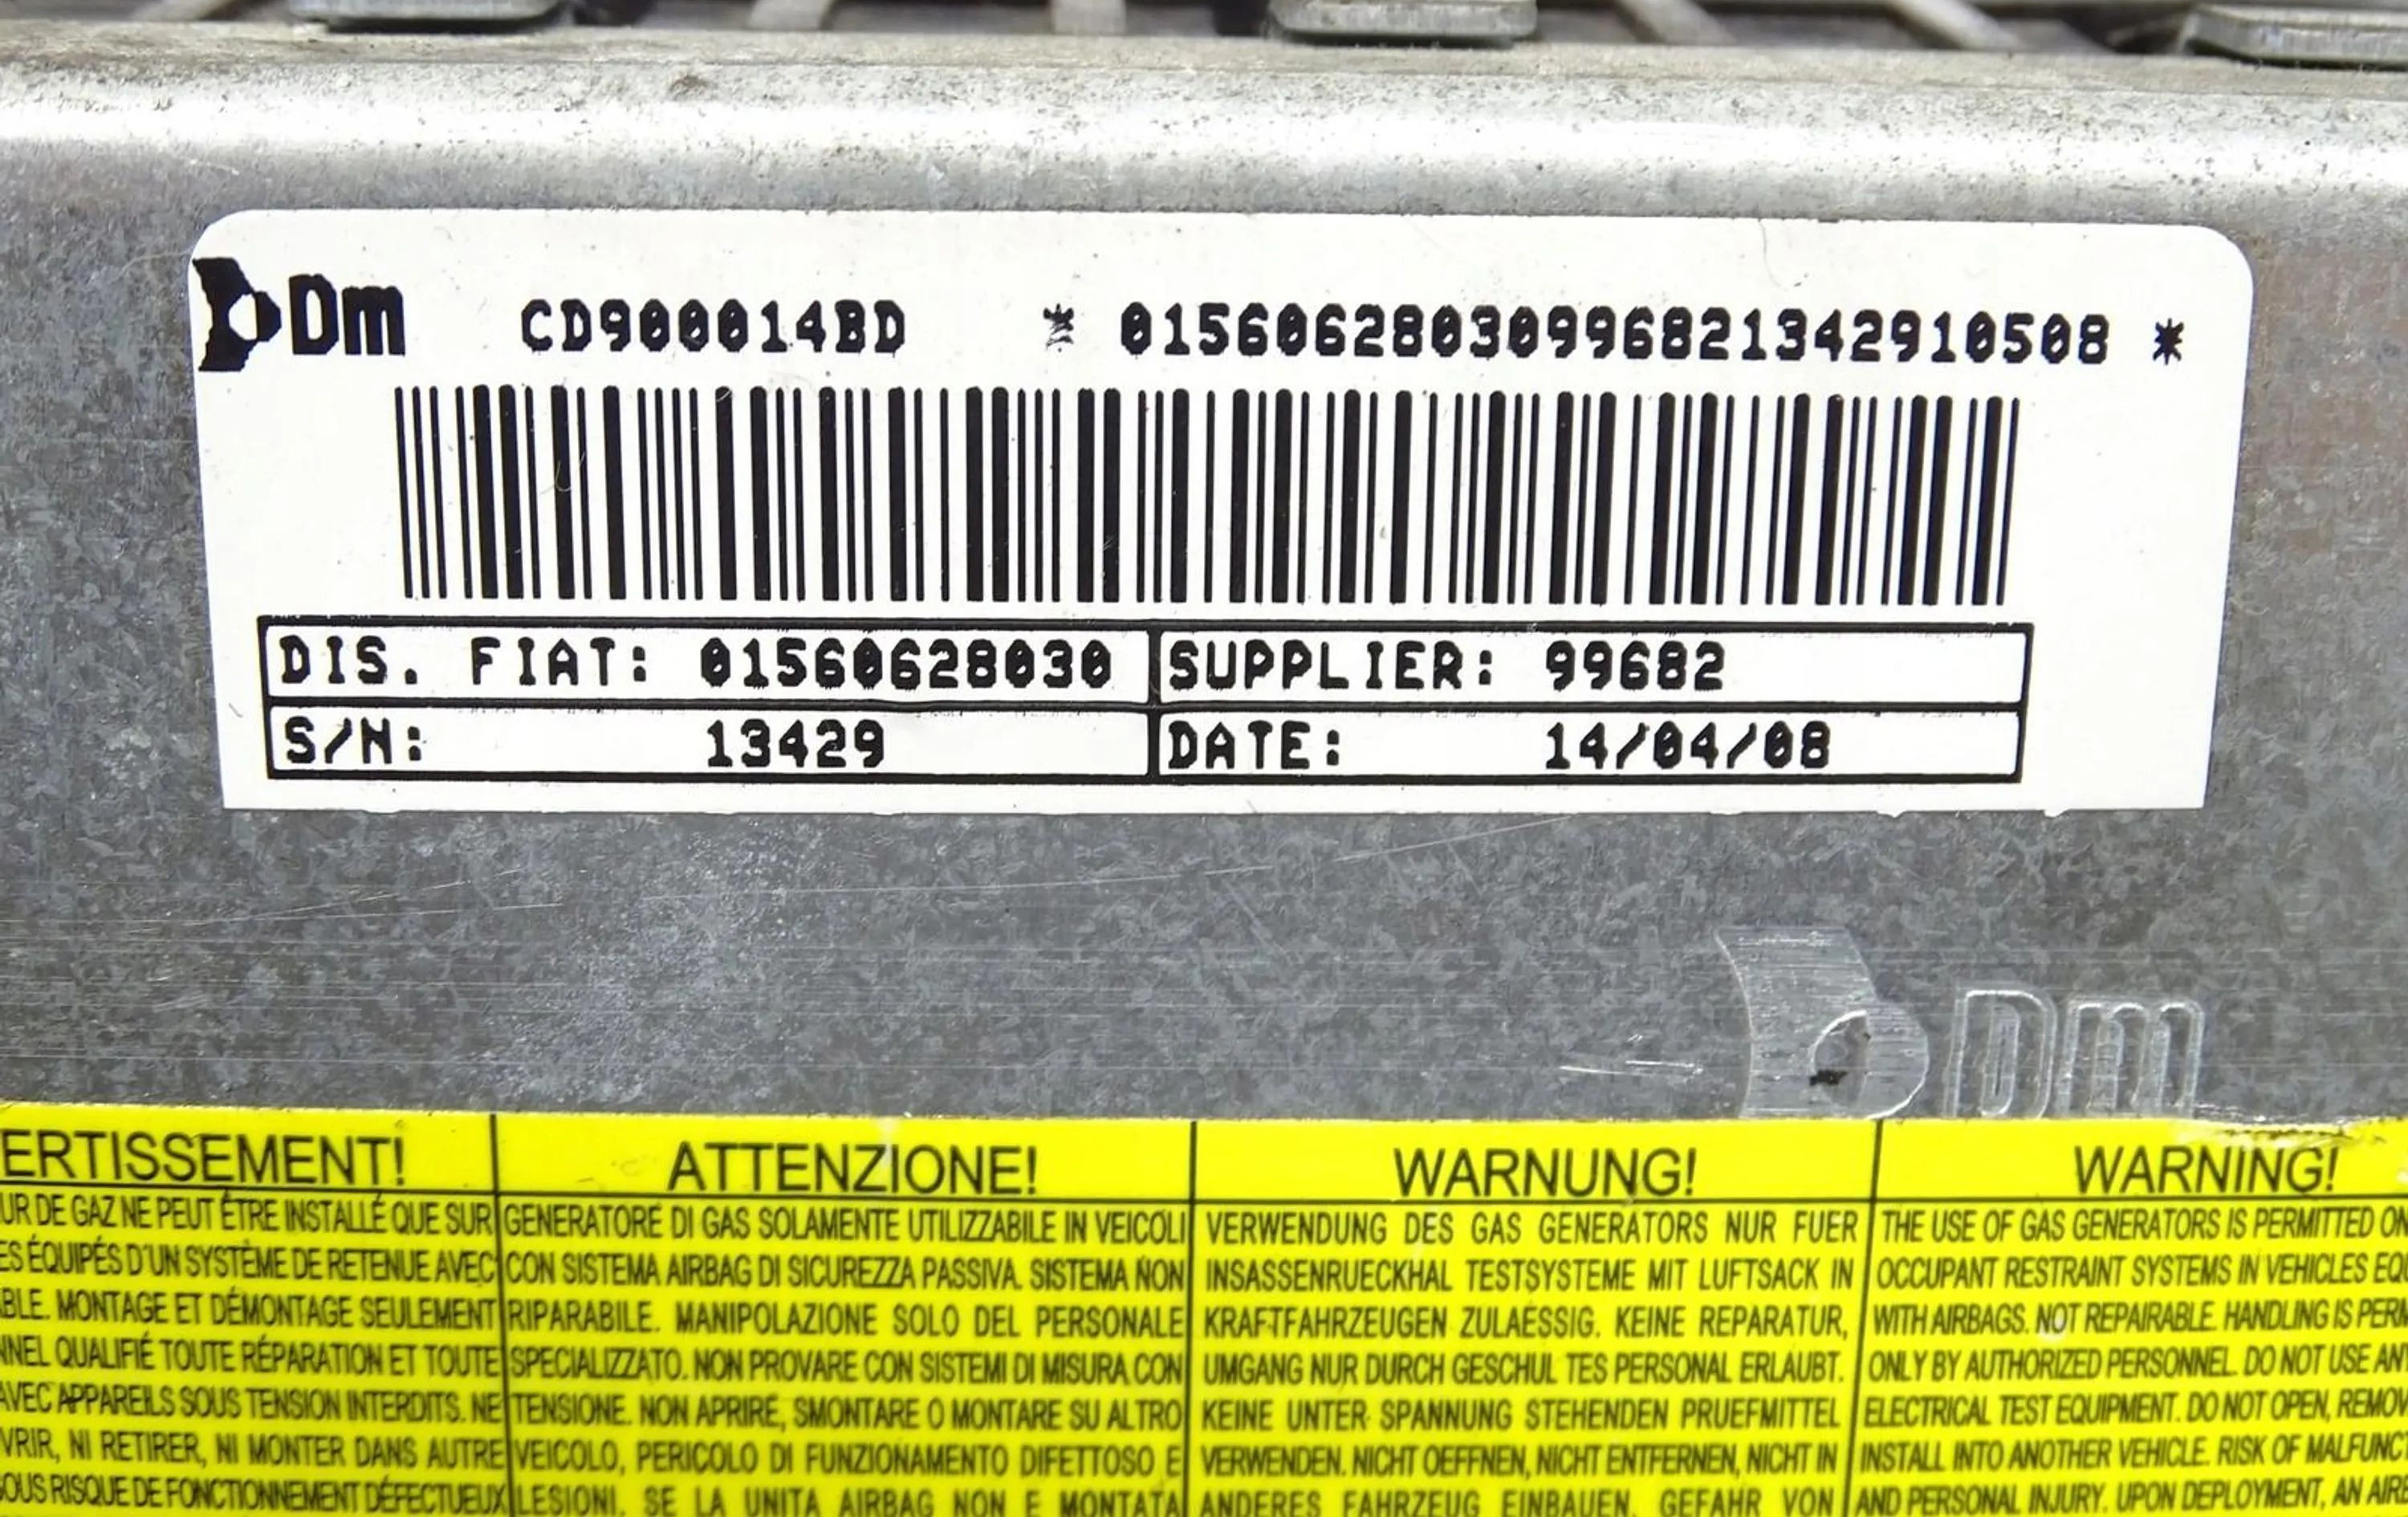 Dm CD900014BD * 01560628030996821342910508 *
DIS. FIAT: 01560628030 SUPPLIER: 99682
S/N: 13429 DATE: 14/04/08
Dm
ERTISSEMENT!
UR DE GAZ NE PEUT ÊTRE INSTALLÉ QUE SUR
ES ÉQUIPÉS D'UN SYSTÈME DE RETENUE AVEC
BLE. MONTAGE ET DÉMONTAGE SEULEMENT
NNEL QUALIFIÉ TOUTE RÉPARATION ET TOUTE
AVEC APPAREILS SOUS TENSION INTERDITS. NE
VRIR, NI RETIRER, NI MONTER DANS AUTRE
SOUS RISQUE DE FONCTIONNEMENT DÉFECTUEUX
ATTENZIONE!
GENERATORE DI GAS SOLAMENTE UTILIZZABILE IN VEICOLI
CON SISTEMA AIRBAG DI SICUREZZA PASSIVA. SISTEMA NON
RIPARABILE. MANIPOLAZIONE SOLO DEL PERSONALE
SPECIALIZZATO. NON PROVARE CON SISTEMI DI MISURA CON
TENSIONE. NON APRIRE, SMONTARE O MONTARE SU ALTRO
VEICOLO, PERICOLO DI FUNZIONAMENTO DIFETTOSO E
LESIONI. SE LA UNITA AIRBAG NON E MONTATA
WARNUNG!
VERWENDUNG DES GAS GENERATORS NUR FUER
INSASSENRUECKHAL TESTSYSTEME MIT LUFTSACK IN
KRAFTFAHRZEUGEN ZULAESSIG. KEINE REPARATUR,
UMGANG NUR DURCH GESCHUL TES PERSONAL ERLAUBT.
KEINE UNTER SPANNUNG STEHENDEN PRUEFMITTEL
VERWENDEN. NICHT OEFFNEN, NICHT ENTFERNEN, NICHT IN
ANDERES FAHRZEUG EINBAUEN. GEFAHR VON
WARNING!
THE USE OF GAS GENERATORS IS PERMITTED ON
OCCUPANT RESTRAINT SYSTEMS IN VEHICLES EQ
WITH AIRBAGS. NOT REPAIRABLE. HANDLING IS PER
ONLY BY AUTHORIZED PERSONNEL. DO NOT USE AN
ELECTRICAL TEST EQUIPMENT. DO NOT OPEN, REMOV
INSTALL INTO ANOTHER VEHICLE. RISK OF MALFUNC
AND PERSONAL INJURY. UPON DEPLOYMENT, AN AIRB